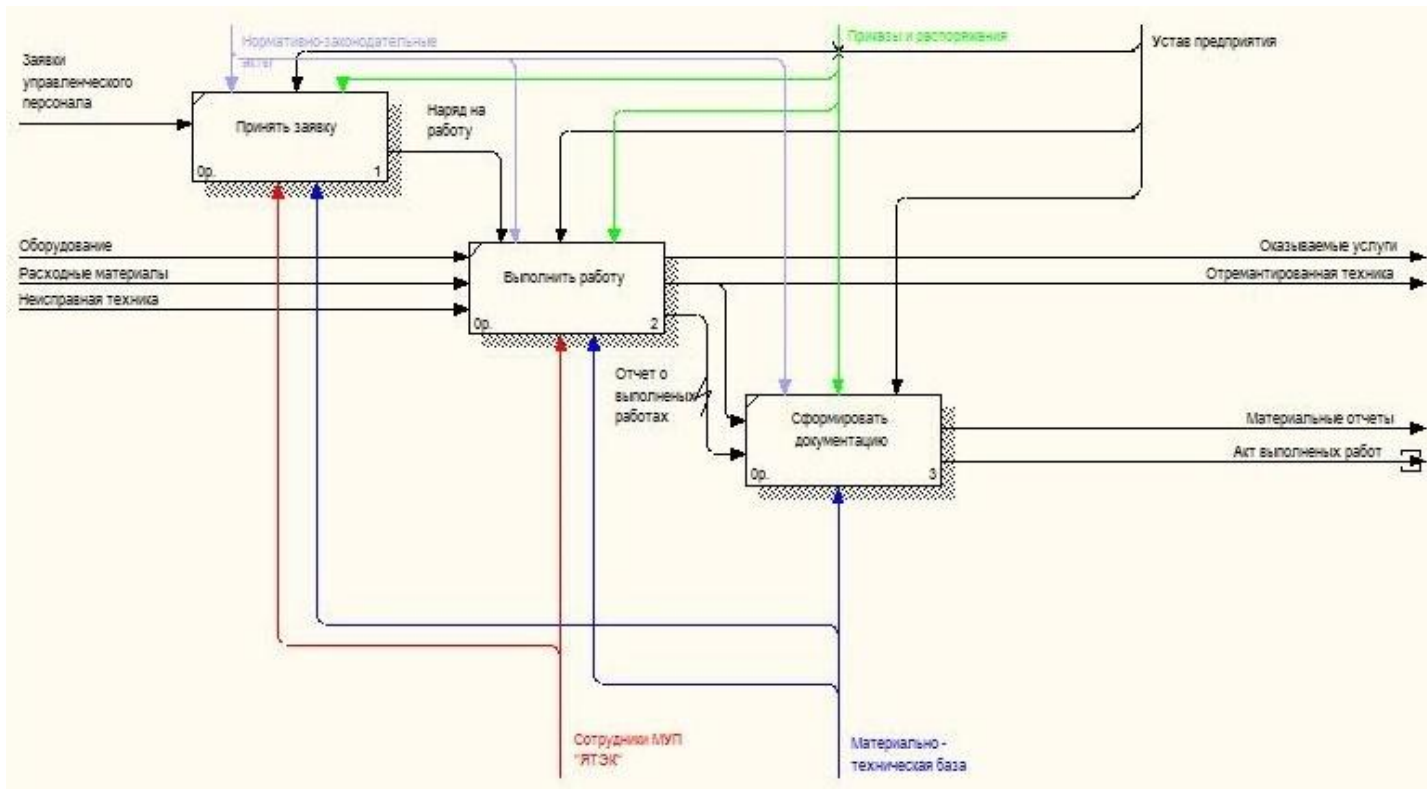 Нормативно-законодательные
акты
Приказы и распоряжения
Устав предприятия
Заявки
управленческого
персонала
Принять заявку
0р.
1
Наряд на
работу
Оборудование
Расходные материалы
Неисправная техника
Выполнить работу
0р.
2
Оказываемые услуги
Отремантированная техника
Отчет о
выполненых
работах
Сформировать
документацию
0р.
3
Материальные отчеты
Акт выполненых работ
Сотрудники МУП
"ЯТЭК"
Материально -
техническая база